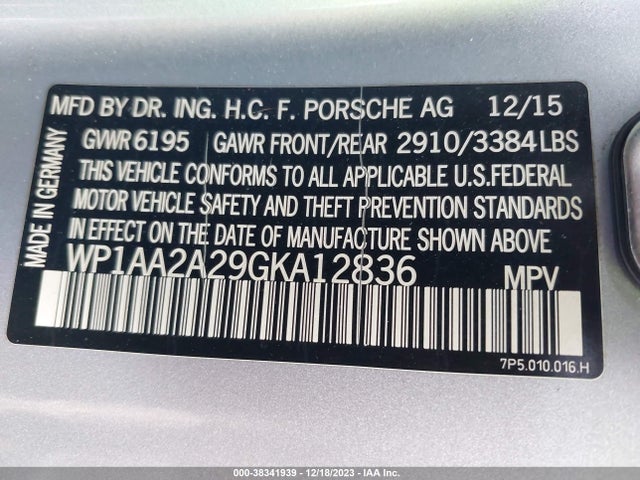 MFD BY DR. ING. H.C. F. PORSCHE AG 12/15
GVWR 6195 GAWR FRONT/REAR 2910/3384 LBS
THIS VEHICLE CONFORMS TO ALL APPLICABLE U.S.FEDERAL
MOTOR VEHICLE SAFETY AND THEFT PREVENTION STANDARDS
IN EFFECT ON THE DATE OF MANUFACTURE SHOWN ABOVE
WP1AA2A29GKA12836 MPV
MADE IN GERMANY
7P5.010.016.H
000-38341939 - 12/18/2023 - IAA Inc.